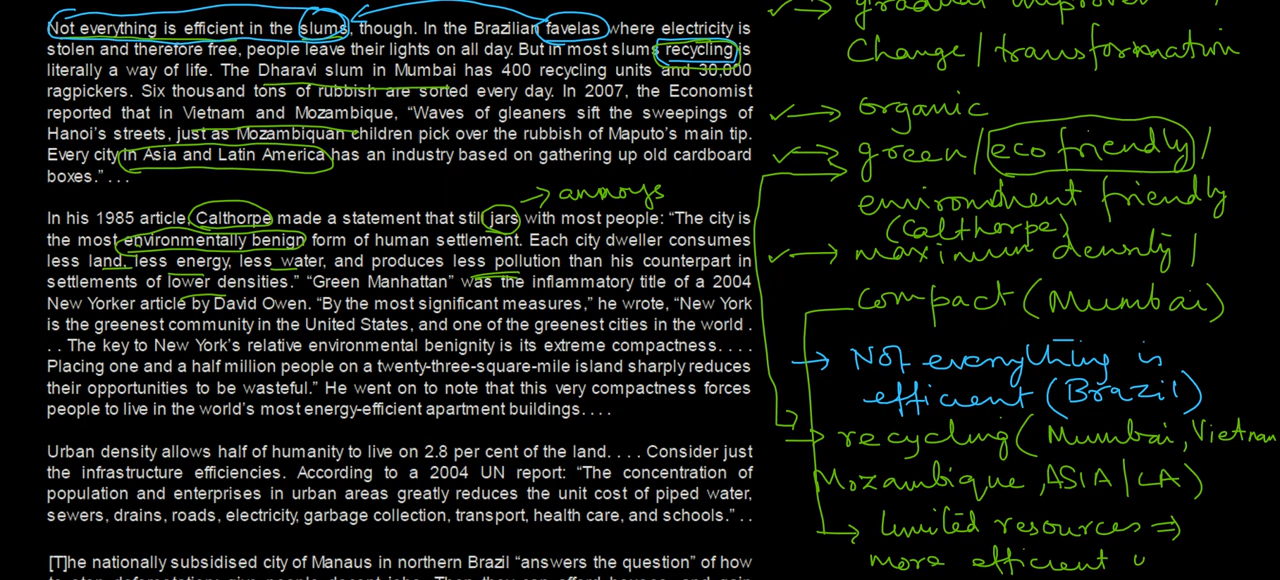 Not everything is efficient in the slums, though. In the Brazilian favelas where electricity is
stolen and therefore free, people leave their lights on all day. But in most slums recycling is
literally a way of life. The Dharavi slum in Mumbai has 400 recycling units and 30,000
ragpickers. Six thousand tons of rubbish are sorted every day. In 2007, the Economist
reported that in Vietnam and Mozambique, “Waves of gleaners sift the sweepings of
Hanoi’s streets, just as Mozambiquan children pick over the rubbish of Maputo’s main tip.
Every city in Asia and Latin America has an industry based on gathering up old cardboard
boxes.” . . .
→ annoys
In his 1985 article, Calthorpe made a statement that still jars with most people: “The city is
the most environmentally benign form of human settlement. Each city dweller consumes
less land, less energy, less water, and produces less pollution than his counterpart in
settlements of lower densities.” “Green Manhattan” was the inflammatory title of a 2004
New Yorker article by David Owen. “By the most significant measures,” he wrote, “New York
is the greenest community in the United States, and one of the greenest cities in the world .
. . The key to New York’s relative environmental benignity is its extreme compactness. . . .
Placing one and a half million people on a twenty-three-square-mile island sharply reduces
their opportunities to be wasteful.” He went on to note that this very compactness forces
people to live in the world’s most energy-efficient apartment buildings. . . .
Urban density allows half of humanity to live on 2.8 per cent of the land. . . . Consider just
the infrastructure efficiencies. According to a 2004 UN report: “The concentration of
population and enterprises in urban areas greatly reduces the unit cost of piped water,
sewers, drains, roads, electricity, garbage collection, transport, health care, and schools.” . .
[T]he nationally subsidised city of Manaus in northern Brazil “answers the question” of how
Change/transformation
✓→ organic
✓→ green/eco friendly/
environment friendly
(Calthorpe)
✓→ maximum density/
compact (Mumbai)
→ Not everything is
efficient (Brazil)
→ recycling (Mumbai, Vietnam
Mozambique, ASIA/LA)
→ limited resources ⇒
more efficient